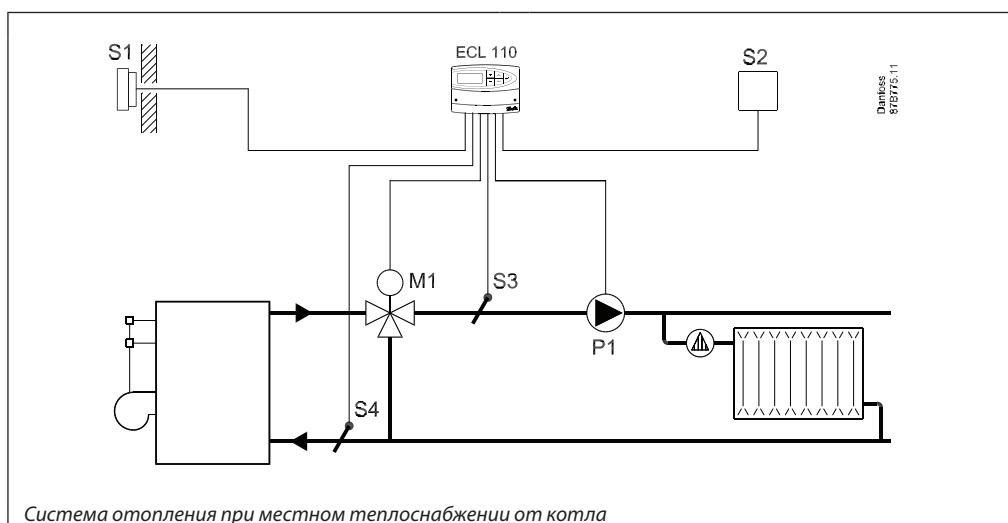 S1
ECL 110
S2
Danfoss
87B775.11
M1
S3
P1
S4
Система отопления при местном теплоснабжении от котла